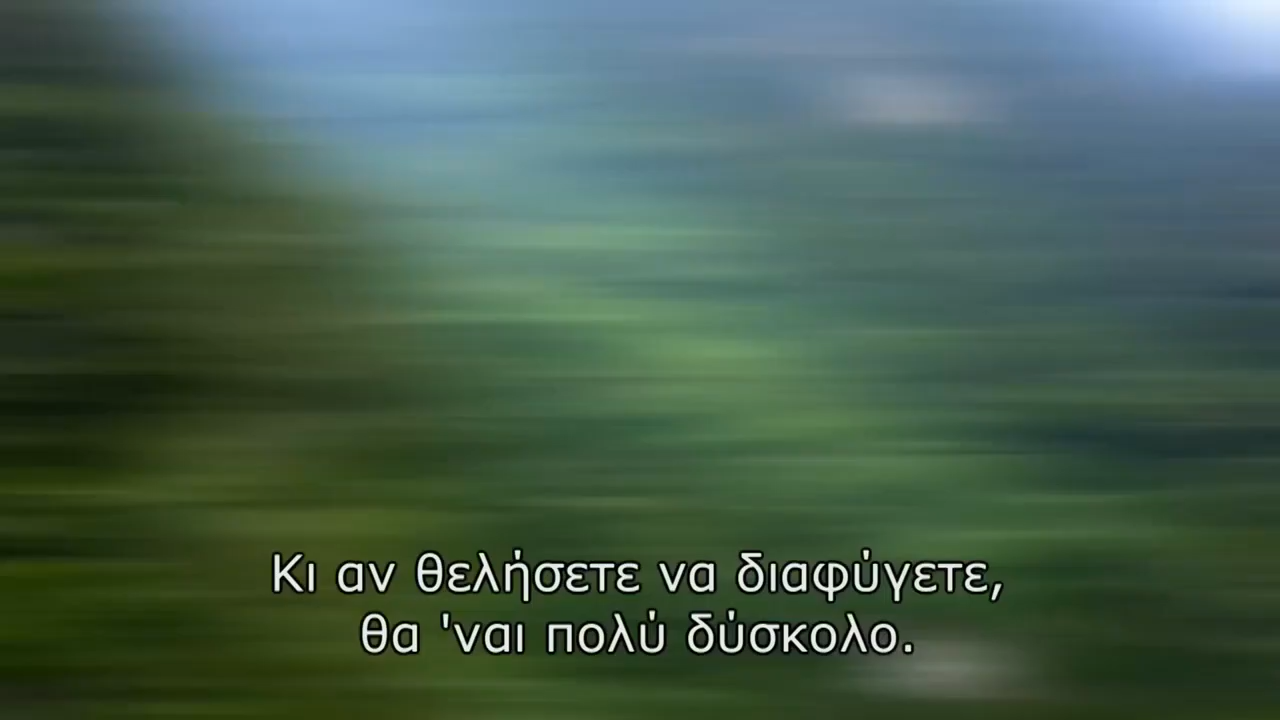 Κι αν θελήσετε να διαφύγετε,
θα 'ναι πολύ δύσκολο.